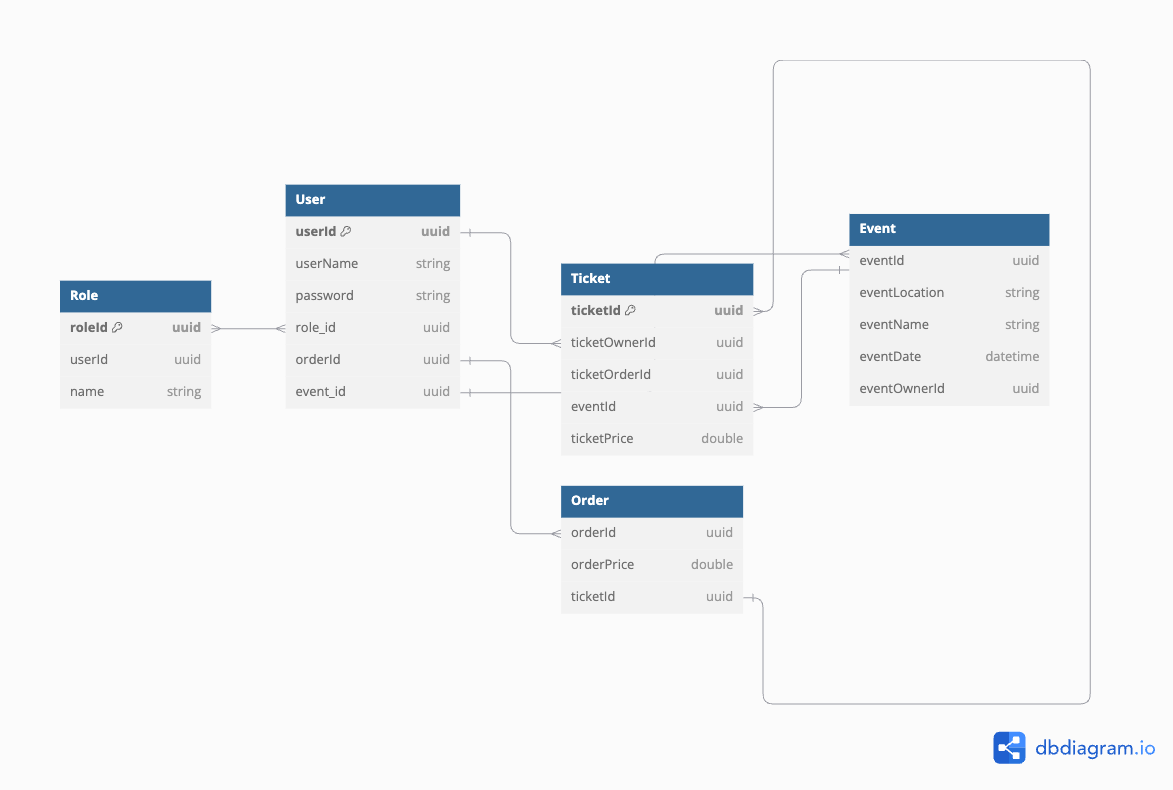 User
userId uuid
userName string
password string
role_id uuid
orderId uuid
event_id uuid
Role
roleId uuid
userId uuid
name string
Ticket
ticketId uuid
ticketOwnerId uuid
ticketOrderId uuid
eventId uuid
ticketPrice double
Event
eventId uuid
eventLocation string
eventName string
eventDate datetime
eventOwnerId uuid
Order
orderId uuid
orderPrice double
ticketId uuid
dbdiagram.io